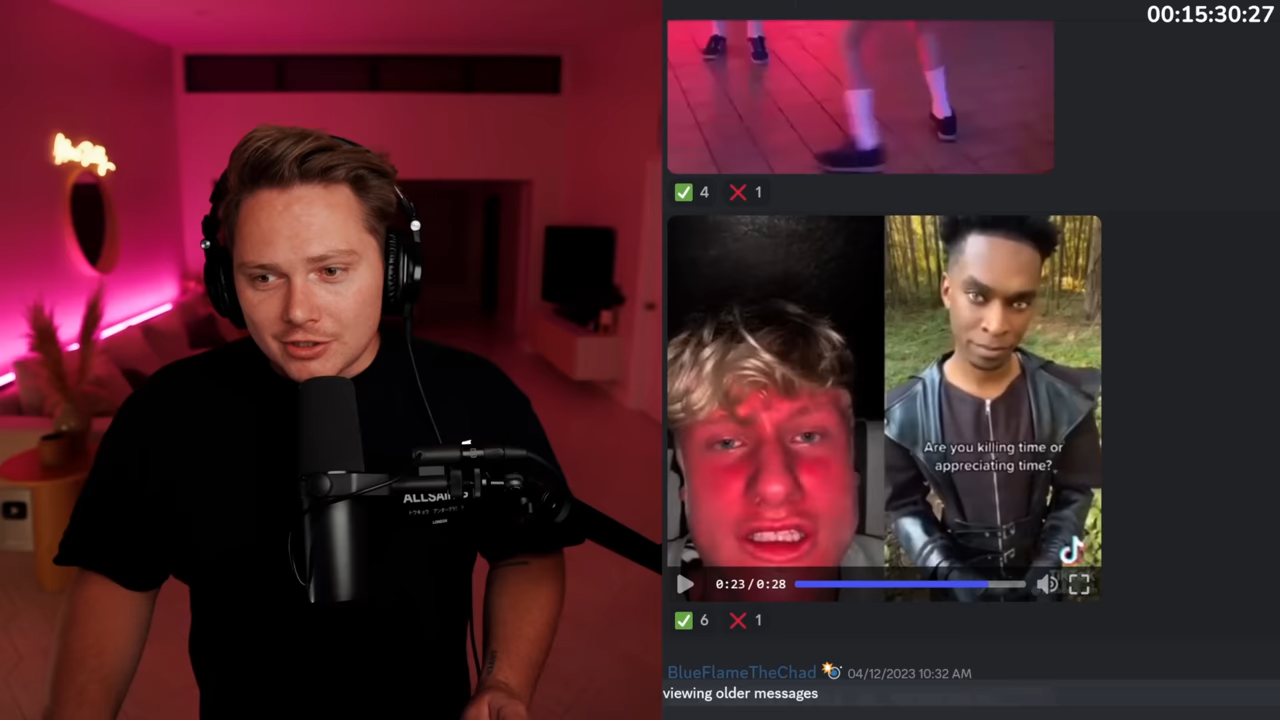 00:15:30:27
4
1
Are you killing time or
appreciating time?
0:23/0:28
6
1
BlueFlameTheChad 04/12/2023 10:32 AM
viewing older messages
LONDON